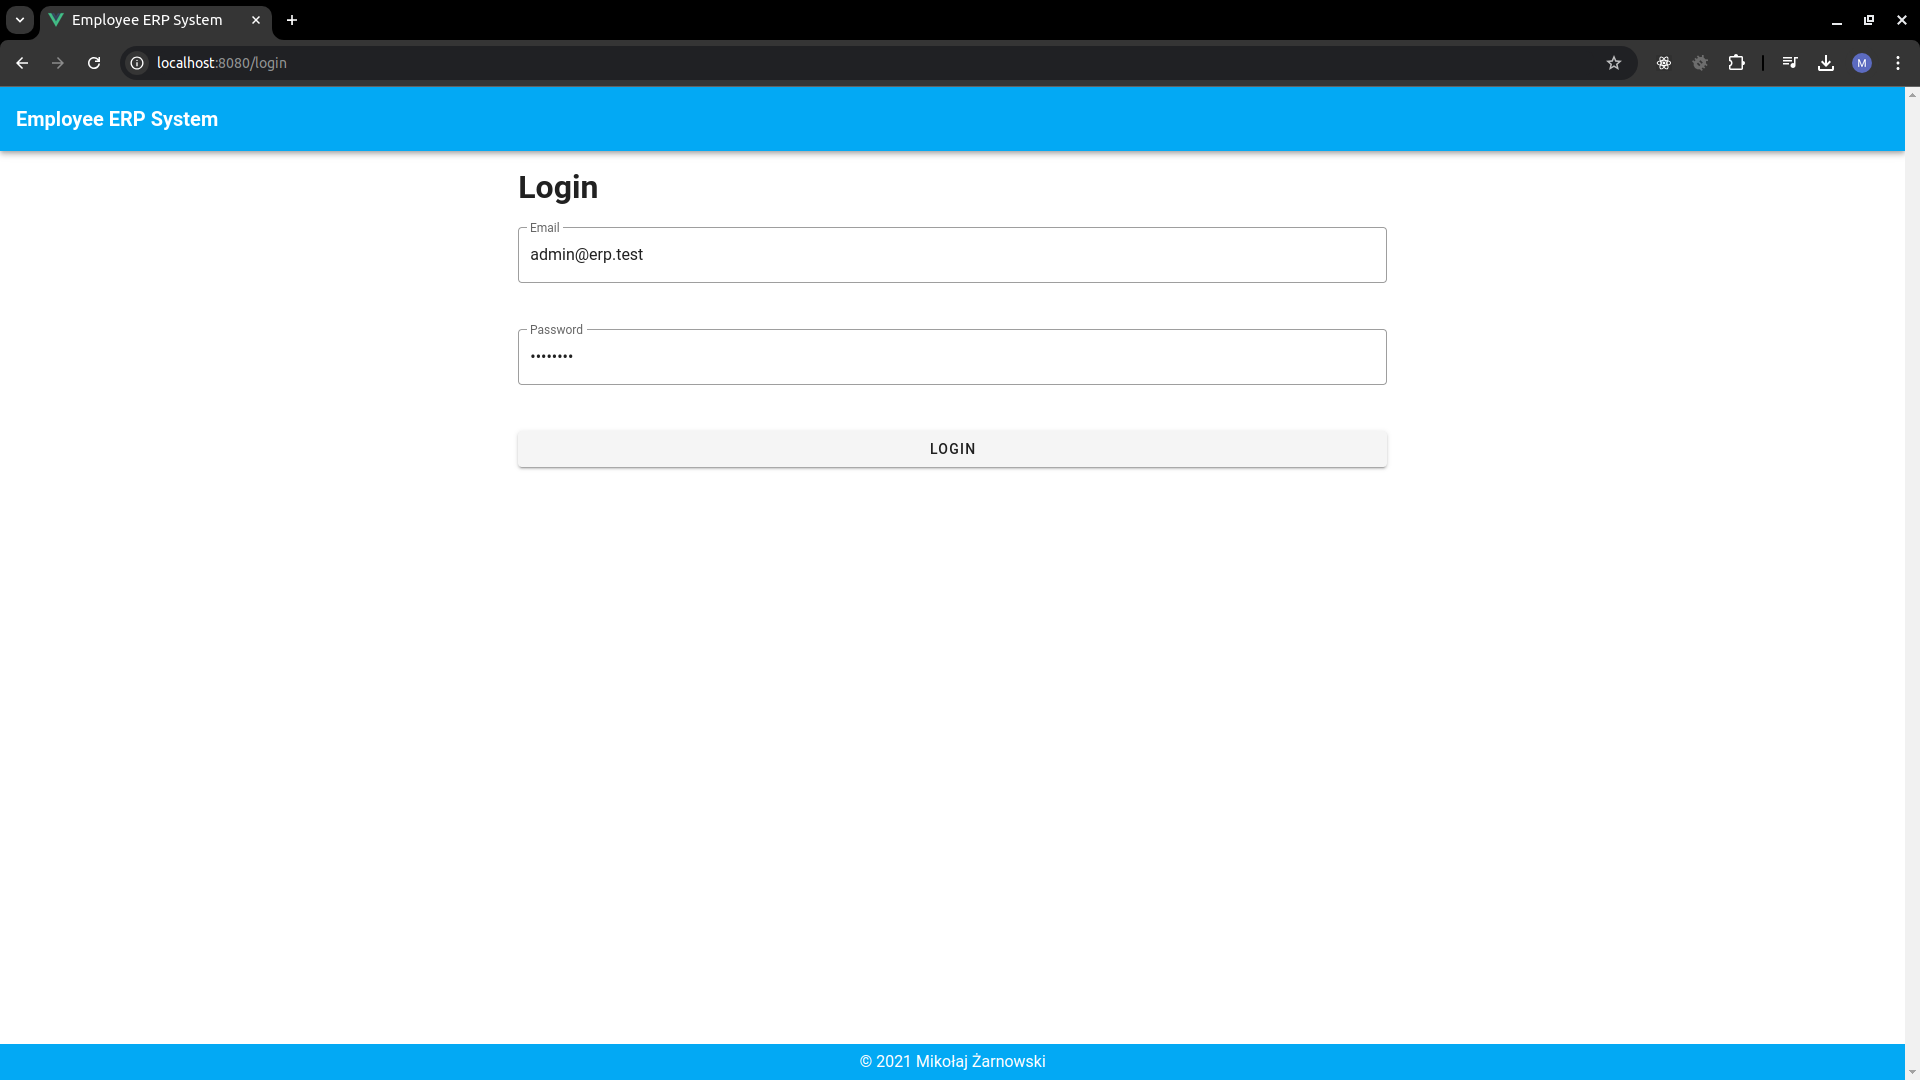 Employee ERP System
localhost:8080/login
M
Employee ERP System
Login
Email
admin@erp.test
Password
••••••••
LOGIN
© 2021 Mikołaj Żarnowski